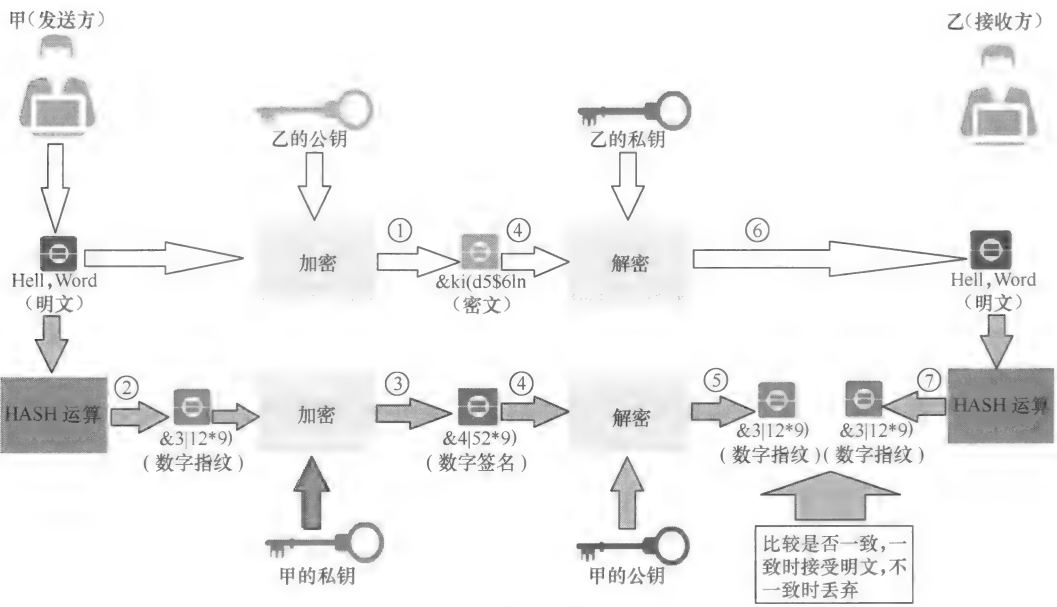 甲(发送方)
乙(接收方)
乙的公钥
乙的私钥
①
④
⑥
加密
解密
Hell,Word
(明文)
&ki(d5$6ln
(密文)
Hell,Word
(明文)
②
③
④
⑤
⑦
HASH 运算
加密
解密
HASH 运算
&3|12*9)
(数字指纹)
&4|52*9)
(数字签名)
&3|12*9)
(数字指纹)
&3|12*9)
(数字指纹)
甲的私钥
甲的公钥
比较是否一致,一
致时接受明文,不
一致时丢弃